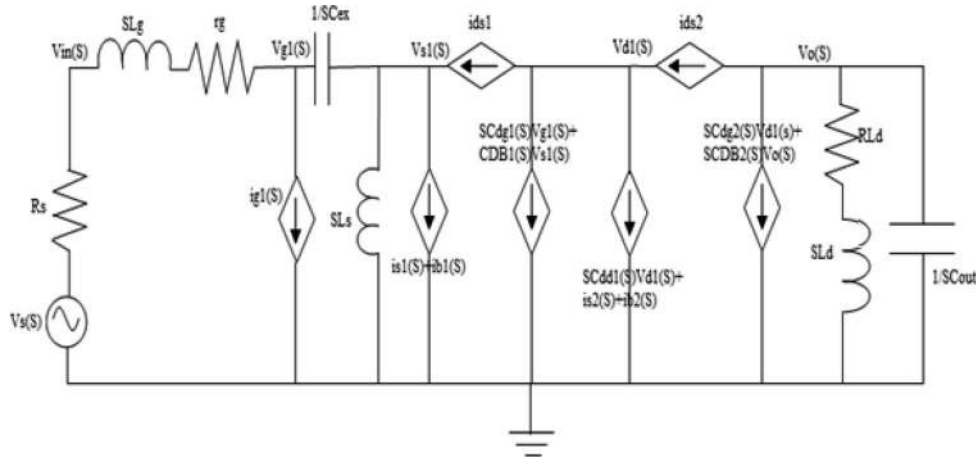 SLg
rg
1/SCex
ids1
ids2
Vin(S)
Vg1(S)
Vs1(S)
Vd1(S)
Vo(S)
SCdg1(S)Vg1(S)+
CDB1(S)Vs1(S)
SCdg2(S)Vd1(s)+
SCDB2(S)Vo(S)
RLd
Rs
ig1(S)
SLs
SLd
is1(S)+ib1(S)
SCdd1(S)Vd1(S)+
is2(S)+ib2(S)
1/SCout
Vs(S)